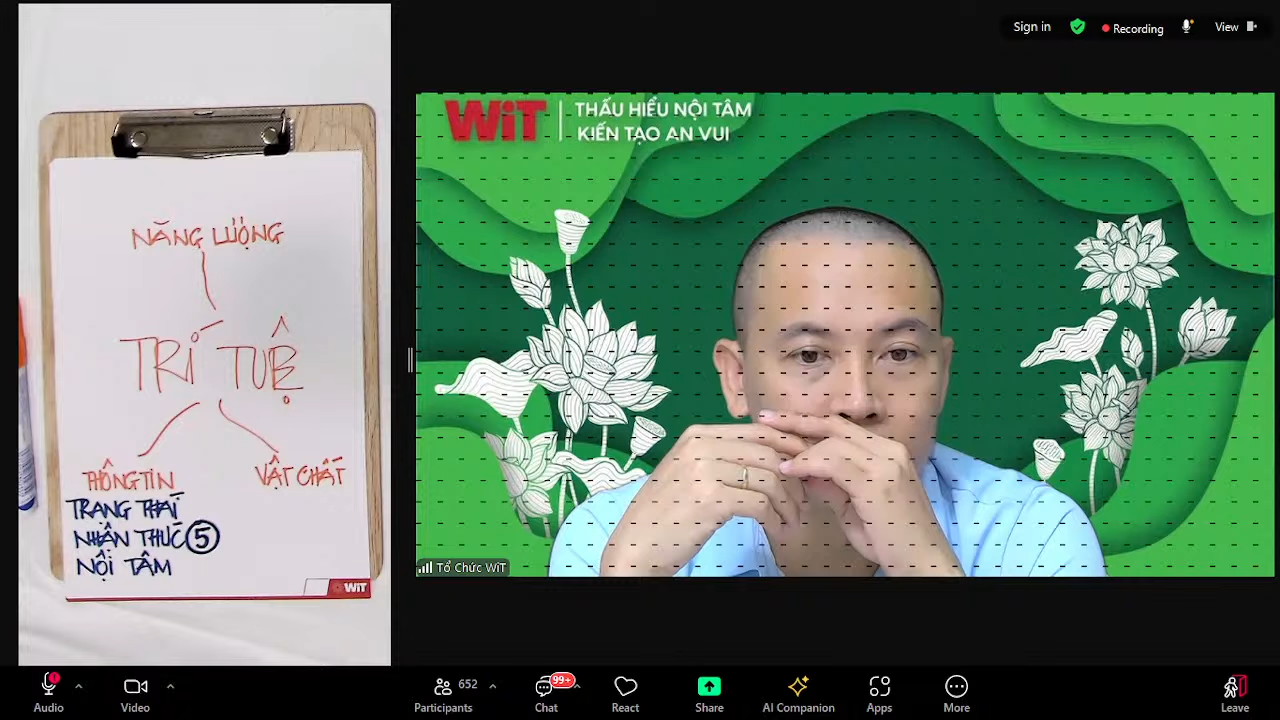 NĂNG LƯỢNG
TRÍ TUỆ
THÔNG TIN
VẬT CHẤT
TRẠNG THÁI
NHẬN THỨC ⑤
NỘI TÂM
WiT
Sign in
Recording
View
WiT
THẤU HIỂU NỘI TÂM
KIẾN TẠO AN VUI
Tổ Chức WiT
Audio
Video
652
Participants
99+
Chat
React
Share
AI Companion
Apps
More
Leave